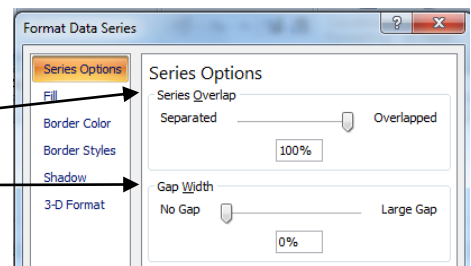 Format Data Series
Series Options
Fill
Border Color
Border Styles
Shadow
3-D Format
Series Options
Series Overlap
Separated Overlapped
100%
Gap Width
No Gap Large Gap
0%